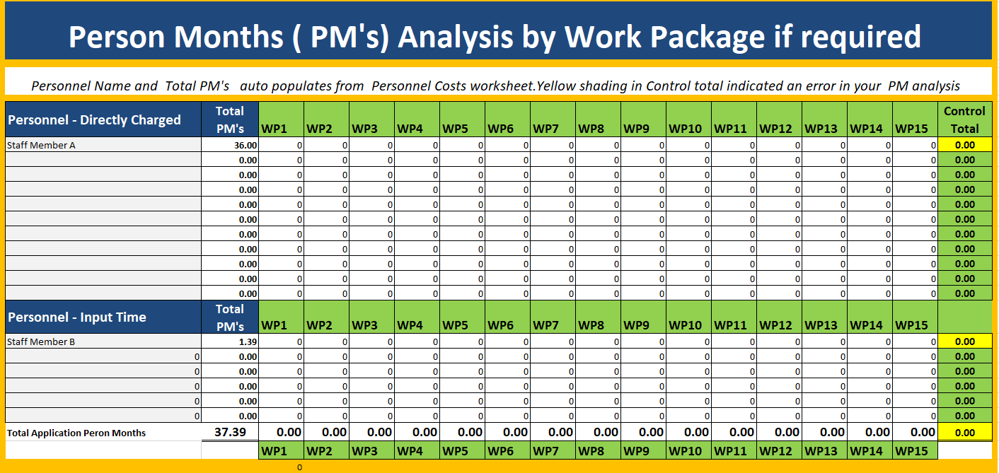 Person Months ( PM's) Analysis by Work Package if required
Personnel Name and Total PM's auto populates from Personnel Costs worksheet.Yellow shading in Control total indicated an error in your PM analysis
Personnel - Directly Charged Total PM's WP1 WP2 WP3 WP4 WP5 WP6 WP7 WP8 WP9 WP10 WP11 WP12 WP13 WP14 WP15 Control Total
Staff Member A 36.00 0 0 0 0 0 0 0 0 0 0 0 0 0 0 0 0.00
0.00 0 0 0 0 0 0 0 0 0 0 0 0 0 0 0 0.00
0.00 0 0 0 0 0 0 0 0 0 0 0 0 0 0 0 0.00
0.00 0 0 0 0 0 0 0 0 0 0 0 0 0 0 0 0.00
0.00 0 0 0 0 0 0 0 0 0 0 0 0 0 0 0 0.00
0.00 0 0 0 0 0 0 0 0 0 0 0 0 0 0 0 0.00
0.00 0 0 0 0 0 0 0 0 0 0 0 0 0 0 0 0.00
0.00 0 0 0 0 0 0 0 0 0 0 0 0 0 0 0 0.00
0.00 0 0 0 0 0 0 0 0 0 0 0 0 0 0 0 0.00
0.00 0 0 0 0 0 0 0 0 0 0 0 0 0 0 0 0.00
0.00 0 0 0 0 0 0 0 0 0 0 0 0 0 0 0 0.00
Personnel - Input Time Total PM's WP1 WP2 WP3 WP4 WP5 WP6 WP7 WP8 WP9 WP10 WP11 WP12 WP13 WP14 WP15
Staff Member B 1.39 0 0 0 0 0 0 0 0 0 0 0 0 0 0 0 0.00
0 0.00 0 0 0 0 0 0 0 0 0 0 0 0 0 0 0 0.00
0 0.00 0 0 0 0 0 0 0 0 0 0 0 0 0 0 0 0.00
0 0.00 0 0 0 0 0 0 0 0 0 0 0 0 0 0 0 0.00
0 0.00 0 0 0 0 0 0 0 0 0 0 0 0 0 0 0 0.00
0 0.00 0 0 0 0 0 0 0 0 0 0 0 0 0 0 0 0.00
Total Application Peron Months 37.39 0.00 0.00 0.00 0.00 0.00 0.00 0.00 0.00 0.00 0.00 0.00 0.00 0.00 0.00 0.00 0.00
WP1 WP2 WP3 WP4 WP5 WP6 WP7 WP8 WP9 WP10 WP11 WP12 WP13 WP14 WP15
0